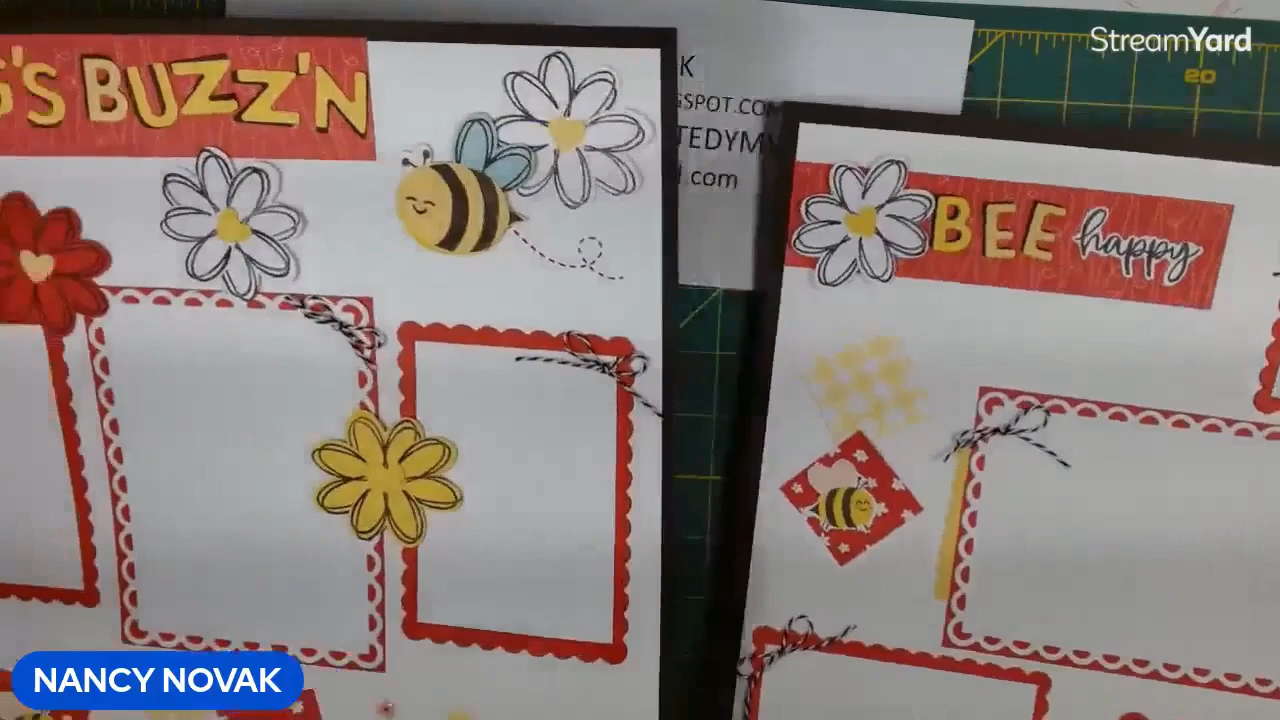 StreamYard
G'S BUZZ'N
K
GSPOT.COM
TEDYM
l.com
20
BEE happy
NANCY NOVAK